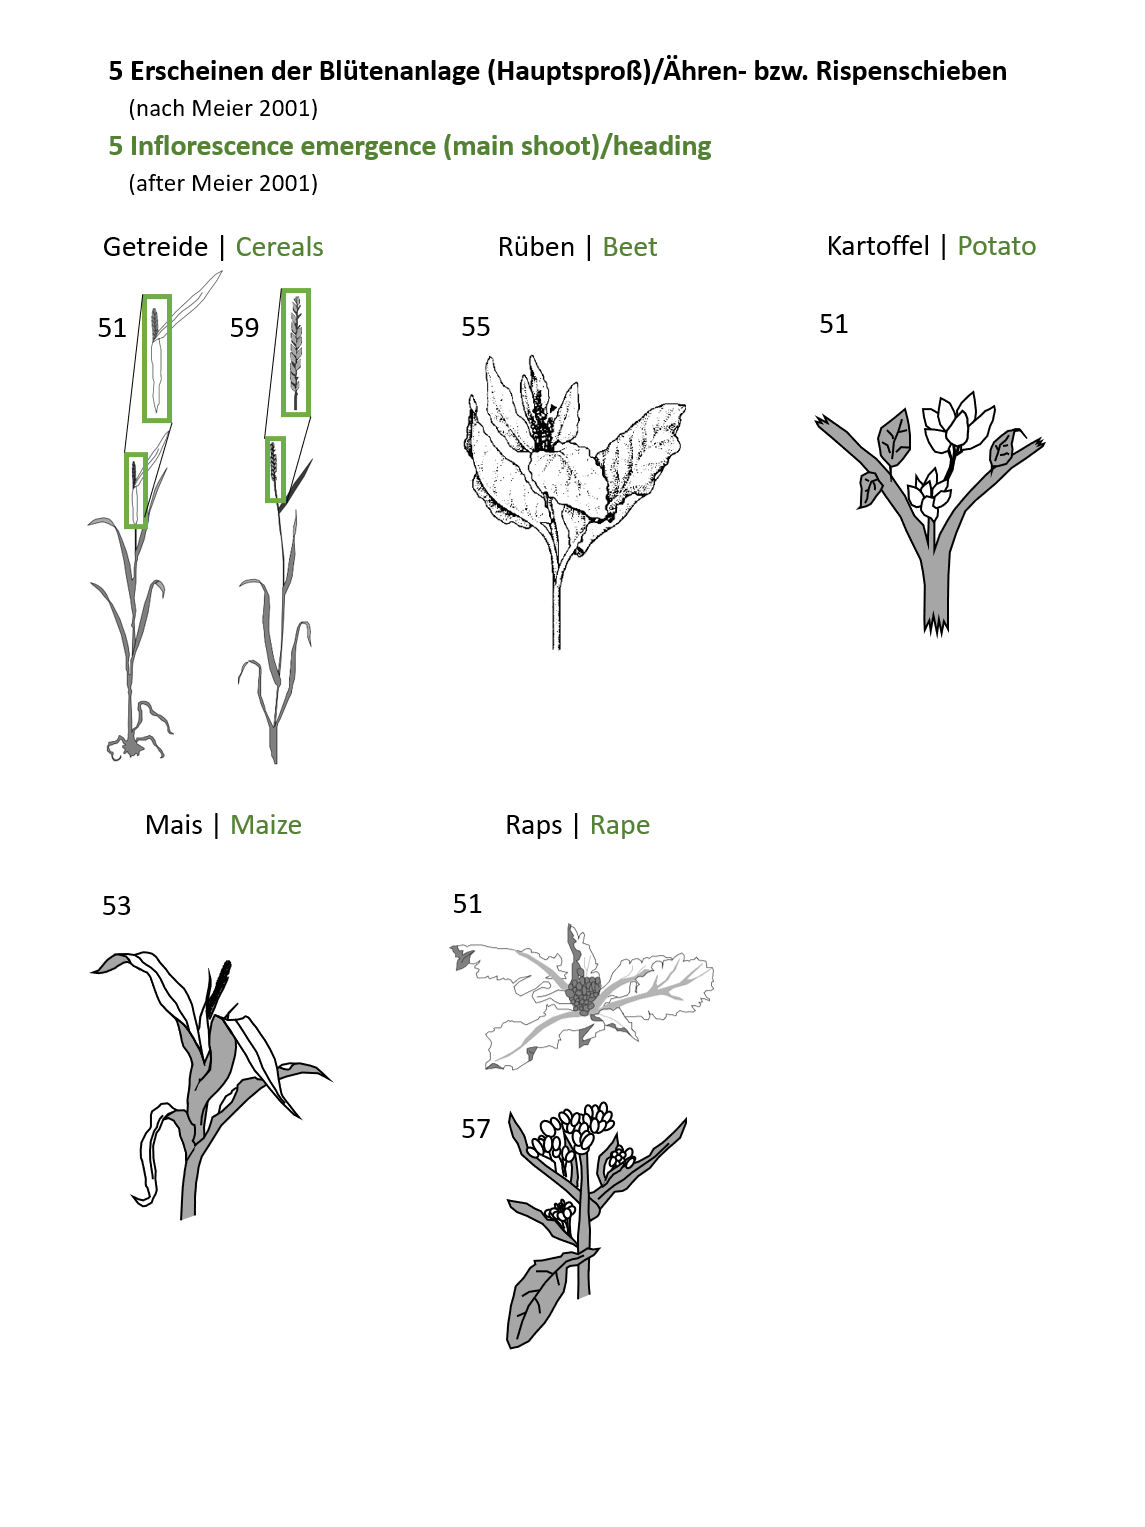 5 Erscheinen der Blütenanlage (Hauptsproß)/Ähren- bzw. Rispenschieben
(nach Meier 2001)
5 Inflorescence emergence (main shoot)/heading
(after Meier 2001)
Getreide | Cereals
Rüben | Beet
Kartoffel | Potato
51
59
55
51
Mais | Maize
Raps | Rape
53
51
57